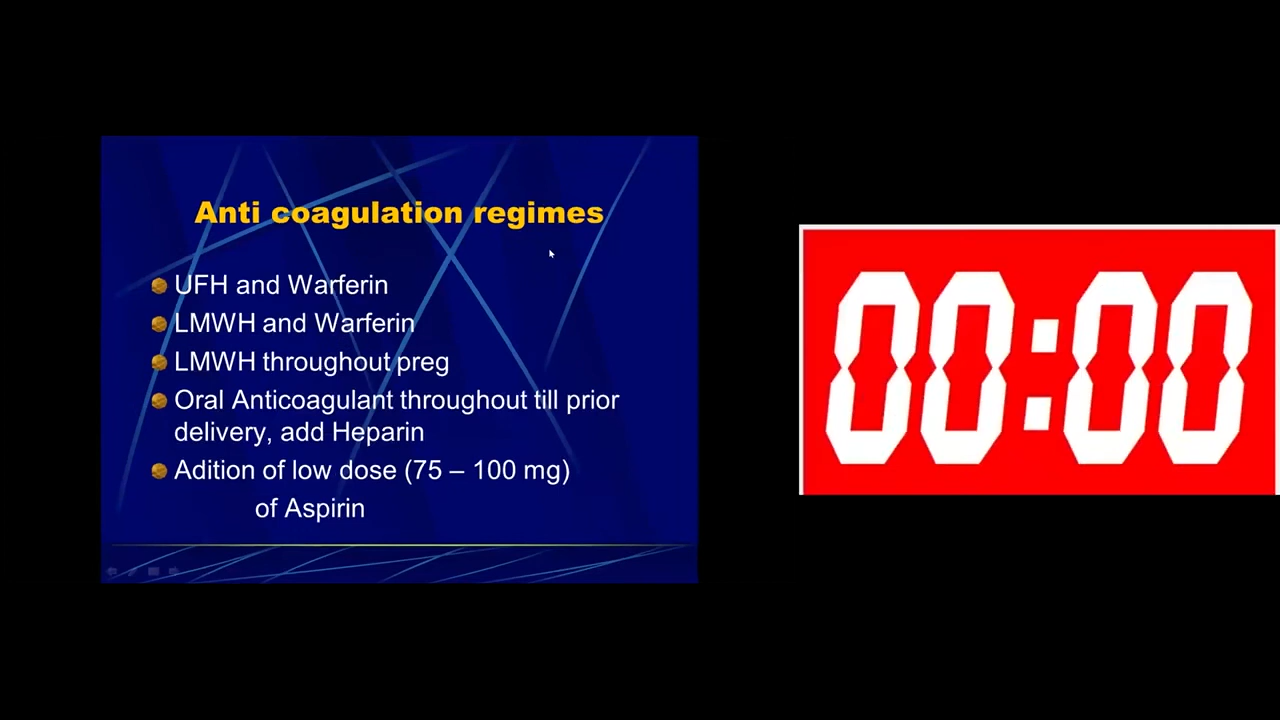 Anti coagulation regimes
UFH and Warferin
LMWH and Warferin
LMWH throughout preg
Oral Anticoagulant throughout till prior
delivery, add Heparin
Adition of low dose (75 – 100 mg)
of Aspirin
00:00